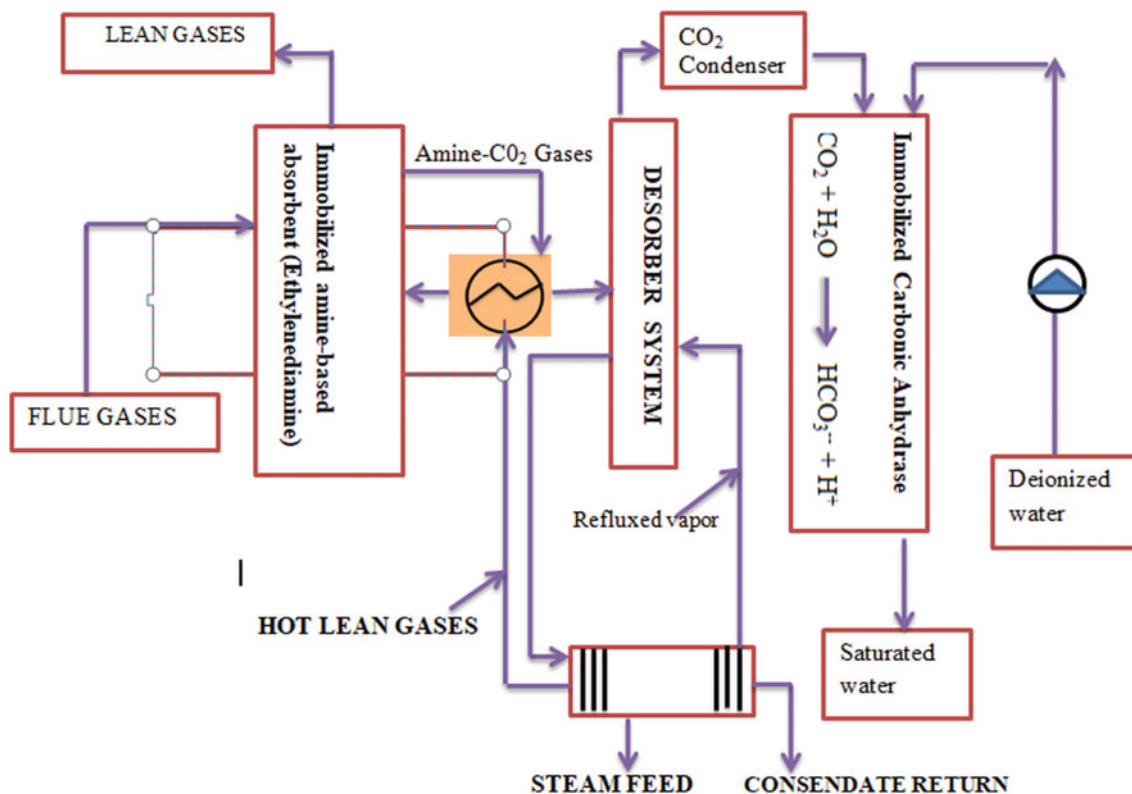 LEAN GASES
CO₂
Condenser
Amine-C0₂ Gases
Immobilized amine-based
absorbent (Ethylenediamine)
DESORBER SYSTEM
CO₂ + H₂O → HCO₃⁻⁻ + H⁺
Immobilized Carbonic Anhydrase
FLUE GASES
Deionized
water
Refluxed vapor
HOT LEAN GASES
Saturated
water
STEAM FEED
CONSENDATE RETURN